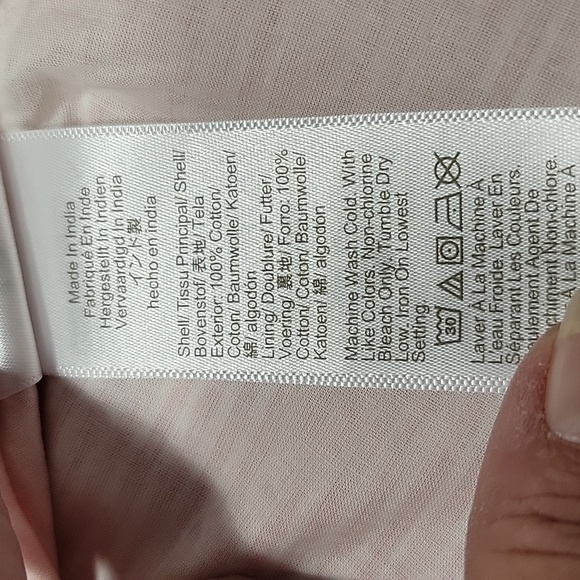 Made In India
Fabriqué En Inde
Hergestellt In Indien
Vervaardigd In India
インド製
hecho en india
Shell/ Tissu Principal/ Shell/
Bovenstof/ 表地/ Tela
Exterior: 100% Cotton/
Coton/ Baumwolle/ Katoen/
綿/ algodón
Lining/ Doublure/ Futter/
Voering/ 裏地/ Forro: 100%
Cotton/ Coton/ Baumwolle/
Katoen/ 綿/ algodón
Machine Wash Cold. With
Like Colors. Non-chlorine
Bleach Only. Tumble Dry
Low. Iron On Lowest
Setting.
30
Laver À La Machine À
L'eau Froide. Laver En
Séparant Les Couleurs.
Seulement Agent De
Non-chlore.
À La Machine À